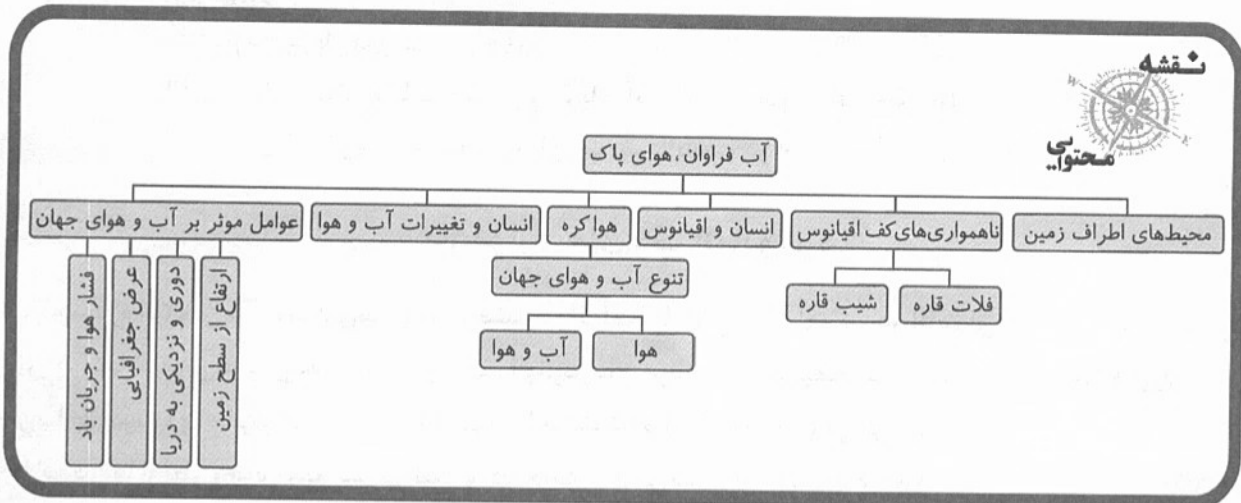 نقشه
محتوایی
آب فراوان، هوای پاک
محیط‌های اطراف زمین
ناهمواری‌های کف اقیانوس
انسان و اقیانوس
هواکره
انسان و تغییرات آب و هوا
عوامل موثر بر آب و هوای جهان
فلات قاره
شیب قاره
تنوع آب و هوای جهان
هوا
آب و هوا
ارتفاع از سطح زمین
دوری و نزدیکی به دریا
عرض جغرافیایی
فشار هوا و جریان باد